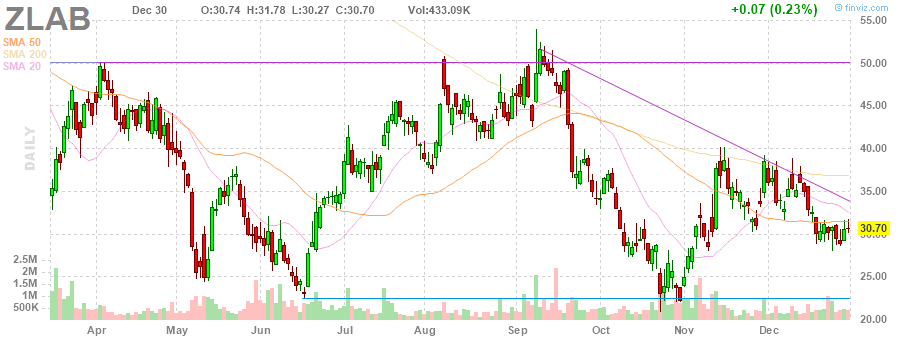 ZLAB Dec 30 O:30.74 H:31.78 L:30.27 C:30.70 Vol:433.09K +0.07 (0.23%) finviz.com
SMA 50
SMA 200
SMA 20
DAILY
55.00
50.00
45.00
40.00
35.00
30.70
25.00
20.00
2.5M
2M
1.5M
1M
500K
Apr May Jun Jul Aug Sep Oct Nov Dec